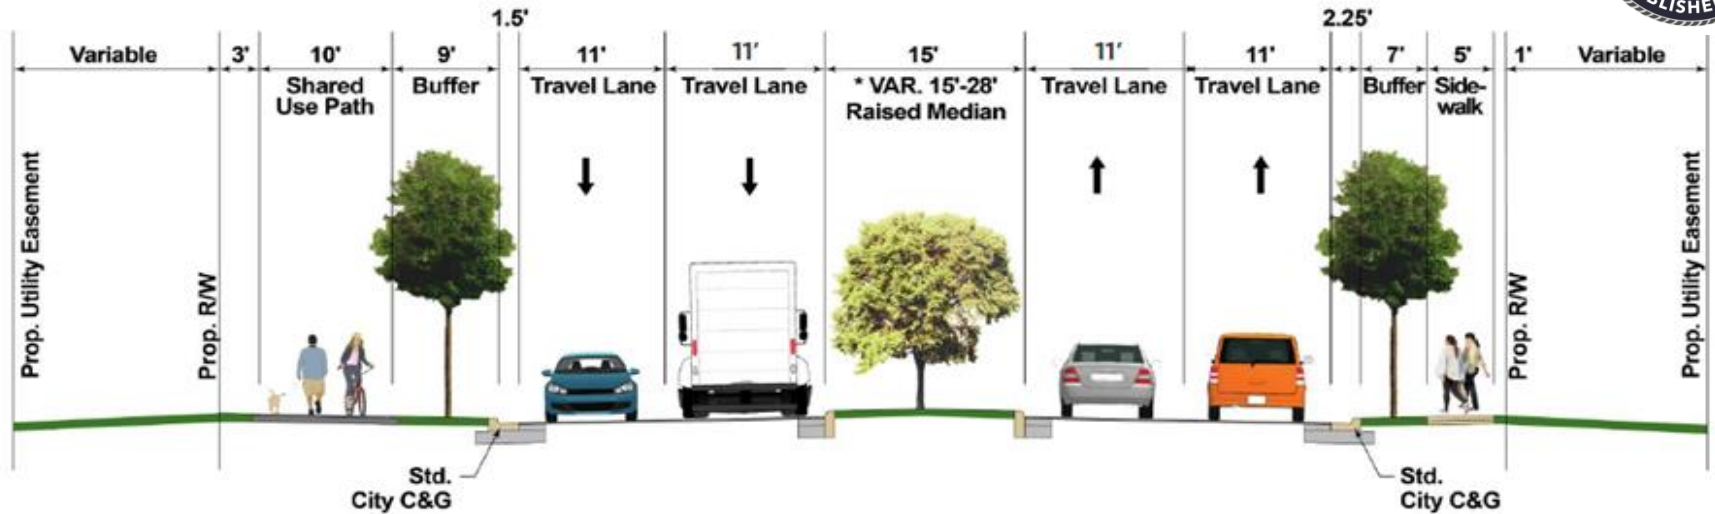 1.5'
2.25'
Variable
3'
10'
9'
11'
11'
15'
11'
11'
7'
5'
1'
Variable
Shared
Use Path
Buffer
Travel Lane
Travel Lane
* VAR. 15'-28'
Raised Median
Travel Lane
Travel Lane
Buffer
Side-
walk
Prop. Utility Easement
Prop. R/W
Prop. R/W
Prop. Utility Easement
Std.
City C&G
Std.
City C&G